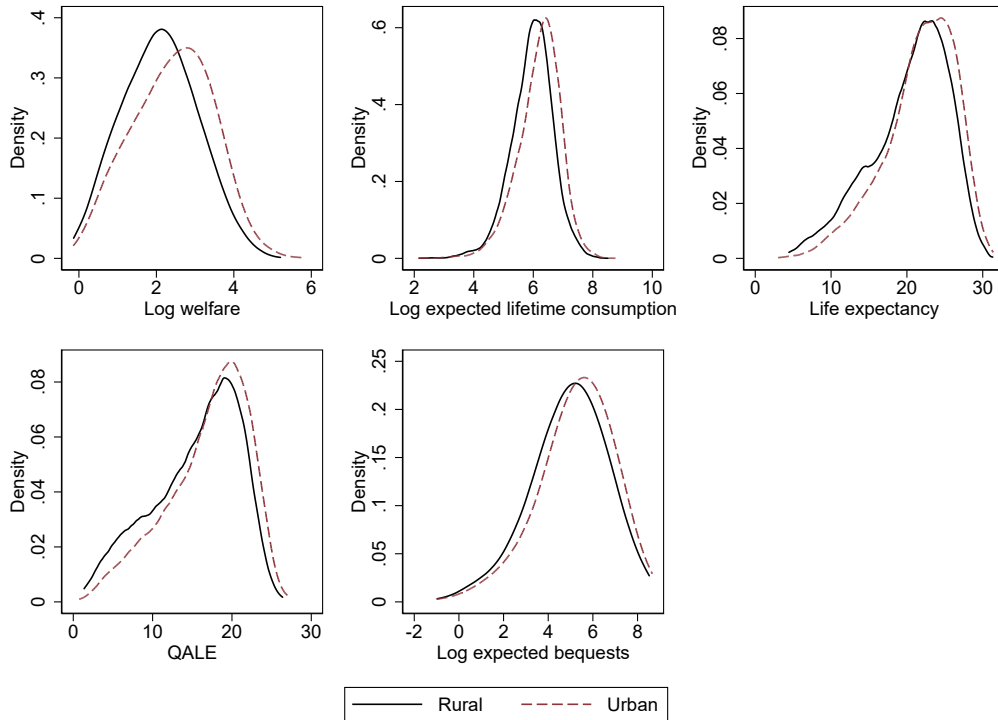 Density
0 .1 .2 .3 .4
0 2 4 6
Log welfare
Density
0 .2 .4 .6
2 4 6 8 10
Log expected lifetime consumption
Density
0 .02 .04 .06 .08
0 10 20 30
Life expectancy
Density
0 .02 .04 .06 .08
0 10 20 30
QALE
Density
0 .05 .1 .15 .2 .25
-2 0 2 4 6 8
Log expected bequests
Rural Urban